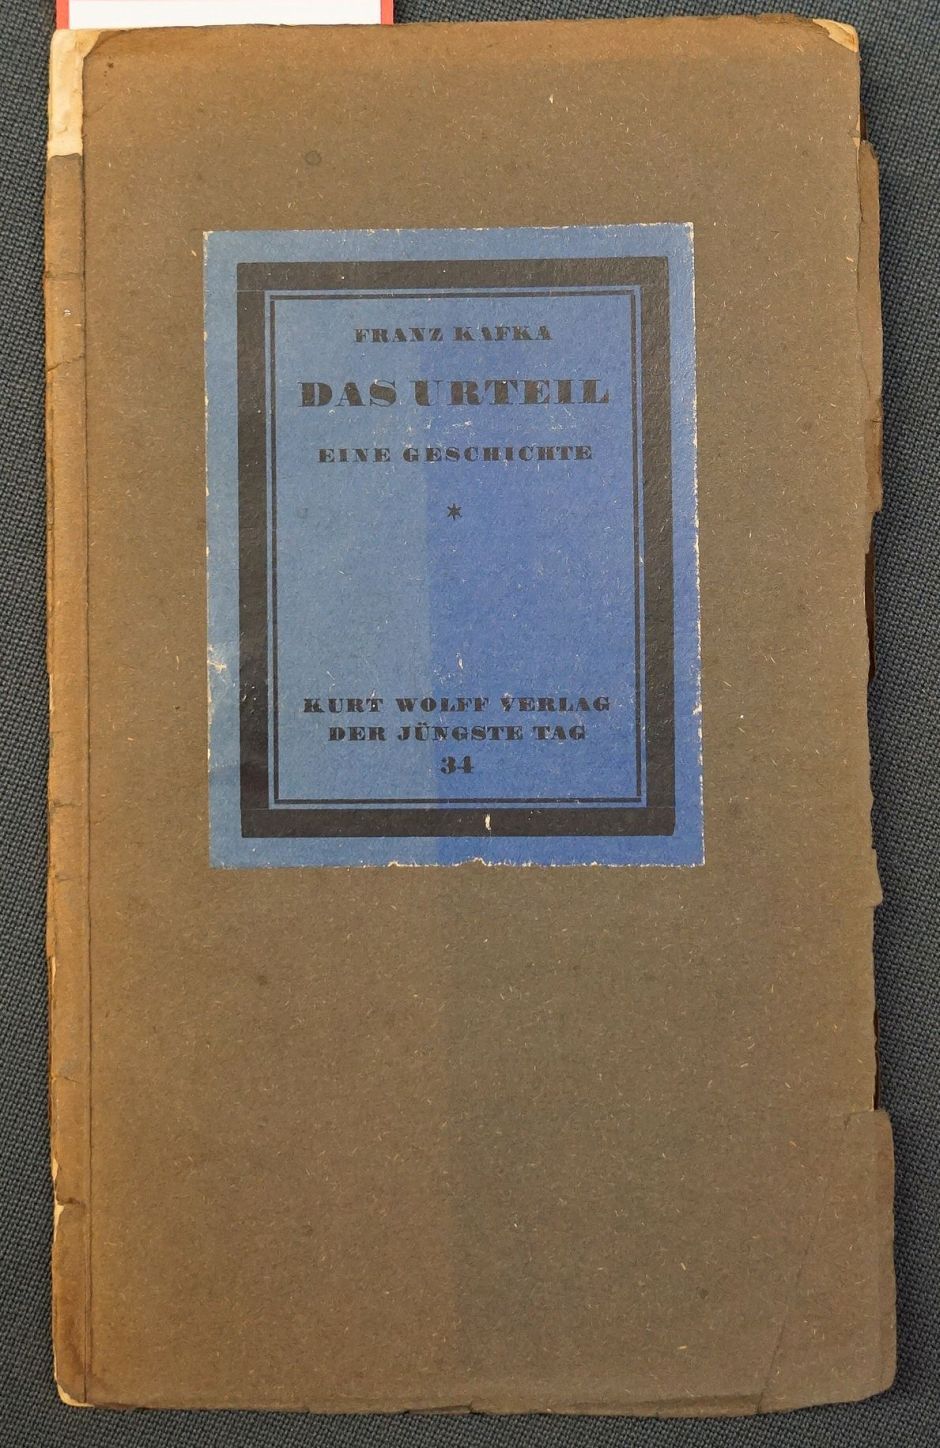 FRANZ KAFKA
DAS URTEIL
EINE GESCHICHTE
*
KURT WOLFF VERLAG
DER JÜNGSTE TAG
34